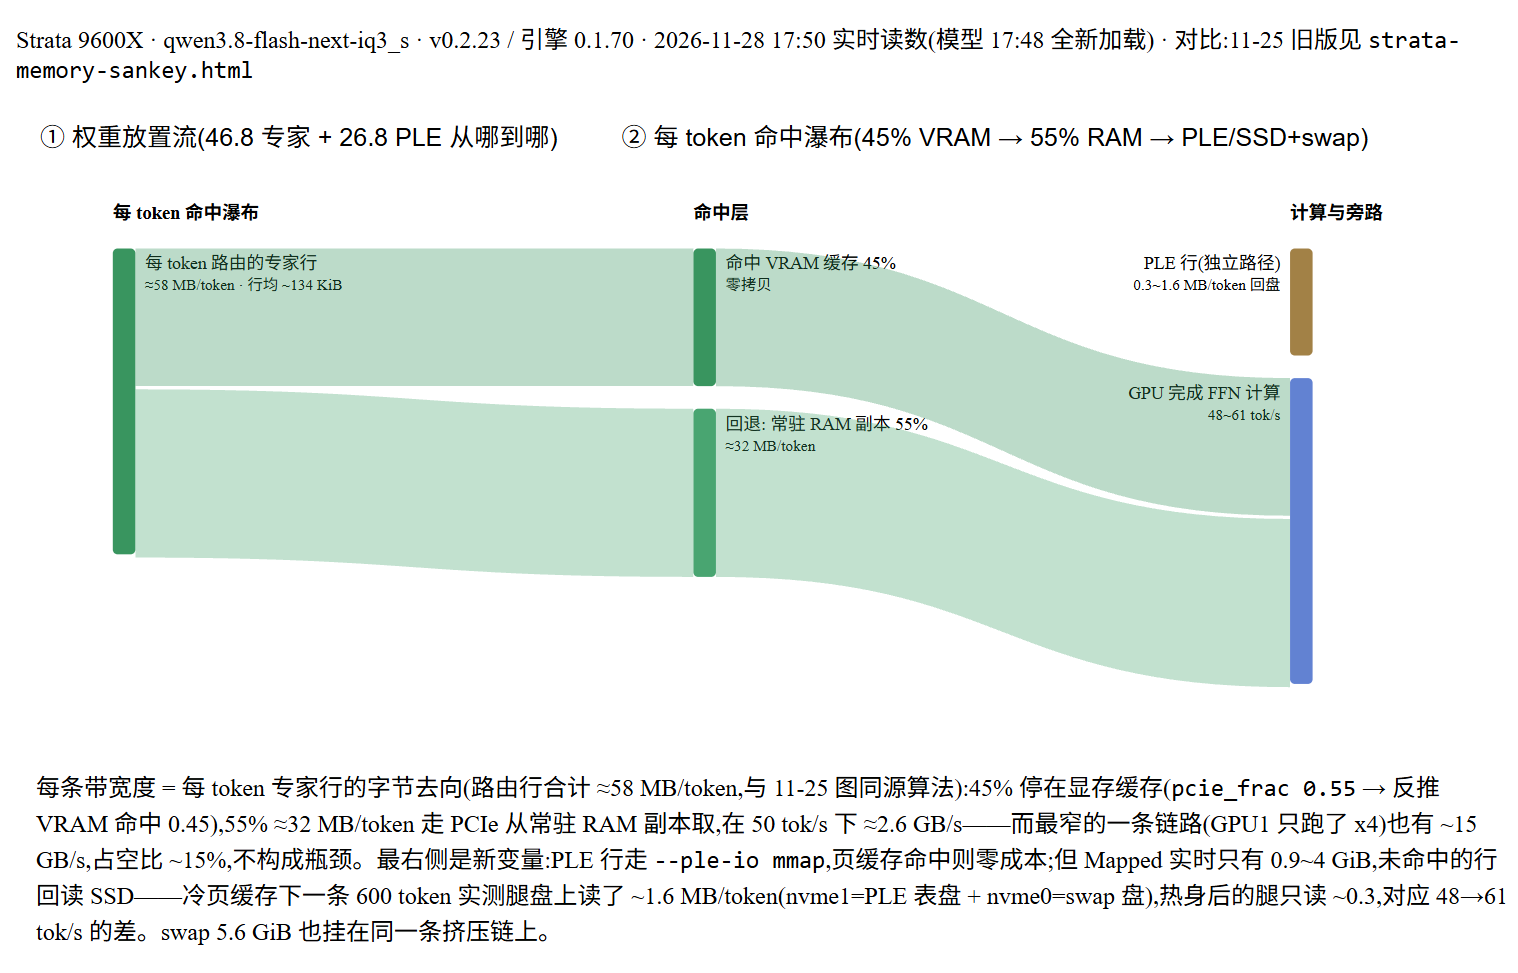 Strata 9600X · qwen3.8-flash-next-iq3_s · v0.2.23 / 引擎 0.1.70 · 2026-11-28 17:50 实时读数(模型 17:48 全新加载) · 对比:11-25 旧版见 strata-
memory-sankey.html
① 权重放置流(46.8 专家 + 26.8 PLE 从哪到哪)
② 每 token 命中瀑布(45% VRAM → 55% RAM → PLE/SSD+swap)
每 token 命中瀑布
命中层
计算与旁路
每 token 路由的专家行
≈58 MB/token · 行均 ~134 KiB
命中 VRAM 缓存 45%
零拷贝
PLE 行(独立路径)
0.3~1.6 MB/token 回盘
GPU 完成 FFN 计算
48~61 tok/s
回退: 常驻 RAM 副本 55%
≈32 MB/token
每条带宽度 = 每 token 专家行的字节去向(路由行合计 ≈58 MB/token,与 11-25 图同源算法):45% 停在显存缓存(pcie_frac 0.55 → 反推
VRAM 命中 0.45),55% ≈32 MB/token 走 PCIe 从常驻 RAM 副本取,在 50 tok/s 下 ≈2.6 GB/s——而最窄的一条链路(GPU1 只跑了 x4)也有 ~15
GB/s,占空比 ~15%,不构成瓶颈。最右侧是新变量:PLE 行走 --ple-io mmap,页缓存命中则零成本;但 Mapped 实时只有 0.9~4 GiB,未命中的行
回读 SSD——冷页缓存下一条 600 token 实测腿盘上读了 ~1.6 MB/token(nvme1=PLE 表盘 + nvme0=swap 盘),热身后的腿只读 ~0.3,对应 48→61
tok/s 的差。swap 5.6 GiB 也挂在同一条挤压链上。